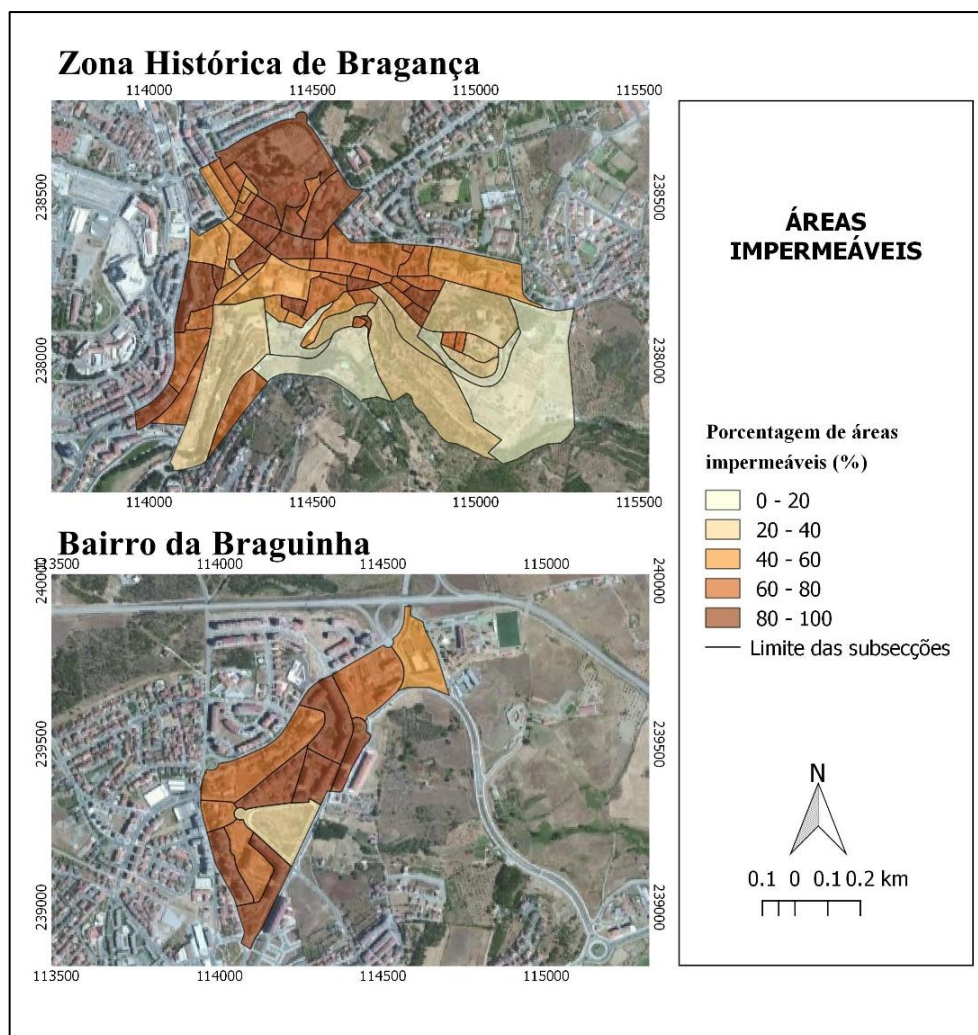 Zona Histórica de Bragança
114000 114500 115000 115500
238500
238500
238000
238000
114000 114500 115000 115500
Bairro da Braguinha
113500 114000 114500 115000
240000
240000
239500
239500
239000
239000
113500 114000 114500 115000
ÁREAS
IMPERMEÁVEIS
Porcentagem de áreas
impermeáveis (%)
0 - 20
20 - 40
40 - 60
60 - 80
80 - 100
Limite das subsecções
N
0.1 0 0.1 0.2 km